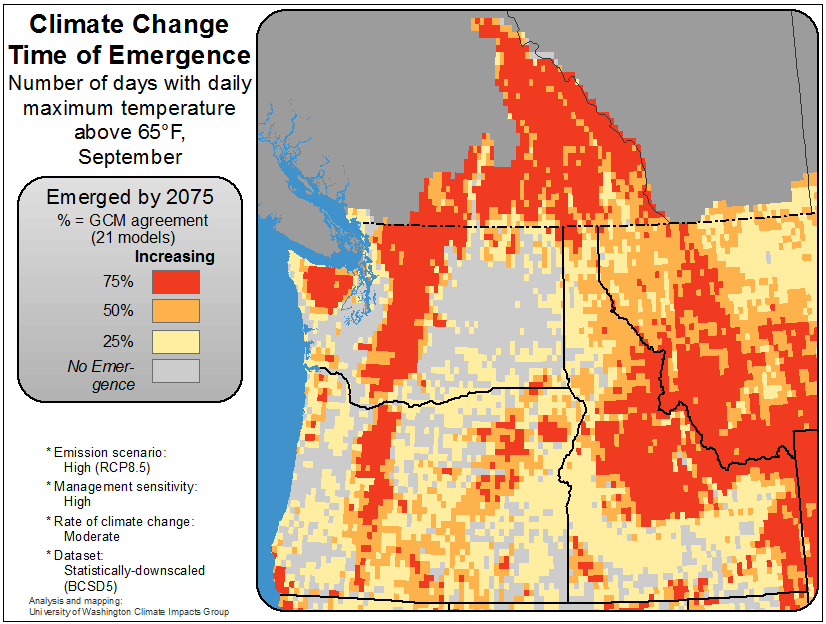 Climate Change
Time of Emergence
Number of days with daily
maximum temperature
above 65°F,
September
Emerged by 2075
% = GCM agreement
(21 models)
Increasing
75%
50%
25%
No Emer-
gence
* Emission scenario:
High (RCP8.5)
* Management sensitivity:
High
* Rate of climate change:
Moderate
* Dataset:
Statistically-downscaled
(BCSD5)
Analysis and mapping:
University of Washington Climate Impacts Group